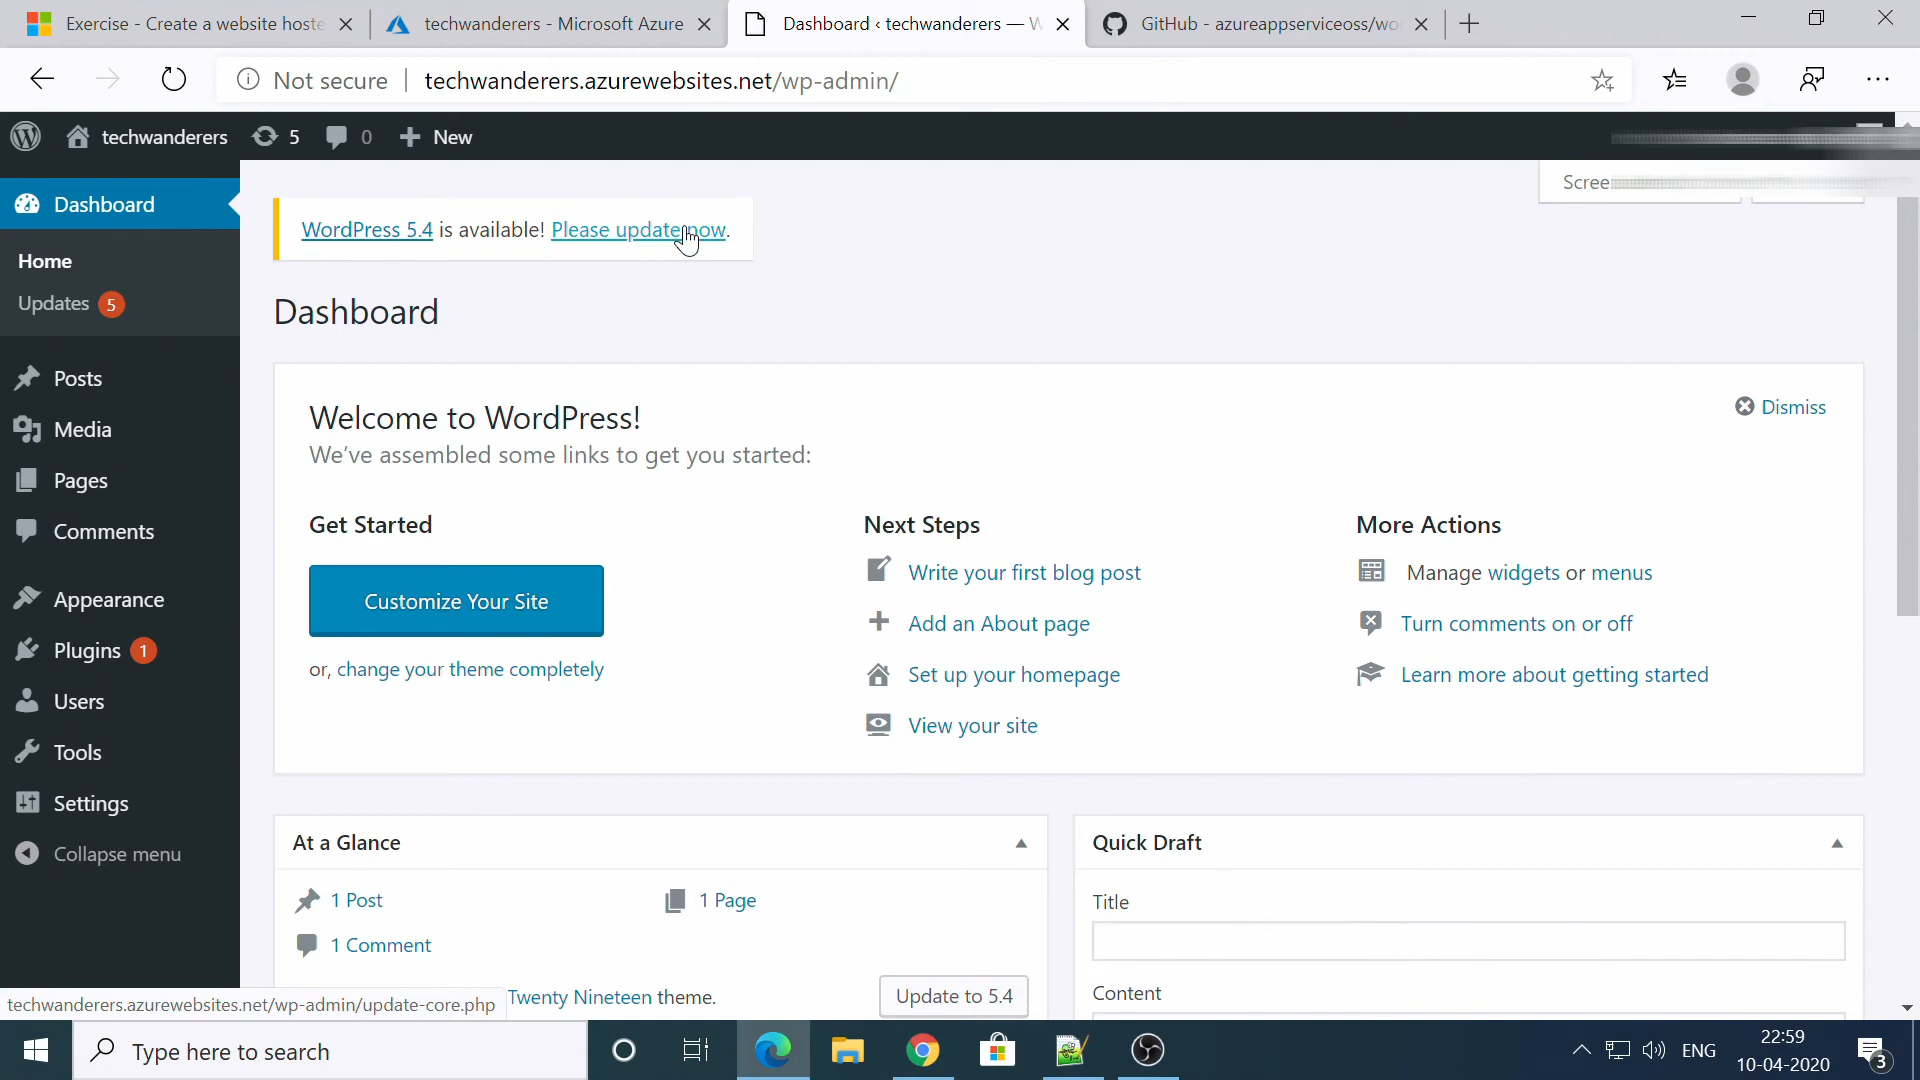 Exercise - Create a website hoste
techwanderers - Microsoft Azure
Dashboard ‹ techwanderers — W
GitHub - azureappserviceoss/wo
Not secure
techwanderers.azurewebsites.net/wp-admin/
techwanderers
5
0
New
Scree
Dashboard
Home
Updates 5
Posts
Media
Pages
Comments
Appearance
Plugins 1
Users
Tools
Settings
Collapse menu
WordPress 5.4 is available! Please update now.
Dashboard
Welcome to WordPress!
Dismiss
We've assembled some links to get you started:
Get Started
Customize Your Site
or, change your theme completely
Next Steps
Write your first blog post
Add an About page
Set up your homepage
View your site
More Actions
Manage widgets or menus
Turn comments on or off
Learn more about getting started
At a Glance
1 Post
1 Page
1 Comment
Twenty Nineteen theme.
Update to 5.4
Quick Draft
Title
Content
techwanderers.azurewebsites.net/wp-admin/update-core.php
Type here to search
ENG
22:59
10-04-2020
3